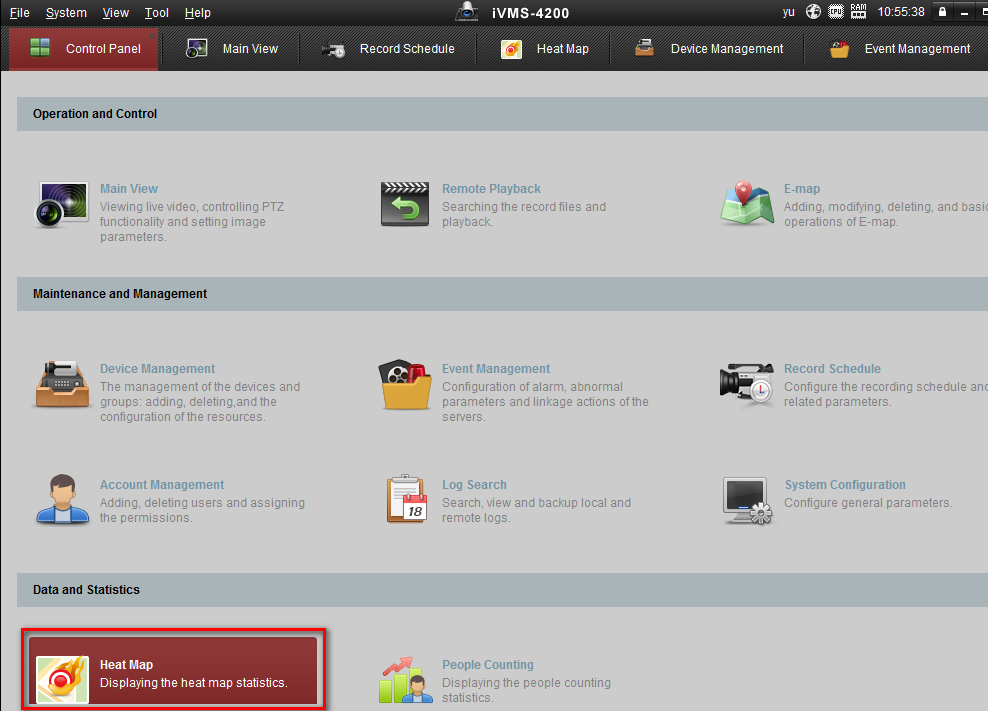 File System View Tool Help iVMS-4200 yu CPU RAM 10:55:38
Control Panel Main View Record Schedule Heat Map Device Management Event Management
Operation and Control
Main View
Viewing live video, controlling PTZ
functionality and setting image
parameters.
Remote Playback
Searching the record files and
playback.
E-map
Adding, modifying, deleting, and basic
operations of E-map.
Maintenance and Management
Device Management
The management of the devices and
groups: adding, deleting,and the
configuration of the resources.
Event Management
Configuration of alarm, abnormal
parameters and linkage actions of the
servers.
Record Schedule
Configure the recording schedule and
related parameters.
Account Management
Adding, deleting users and assigning
the permissions.
18
Log Search
Search, view and backup local and
remote logs.
System Configuration
Configure general parameters.
Data and Statistics
Heat Map
Displaying the heat map statistics.
People Counting
Displaying the people counting
statistics.